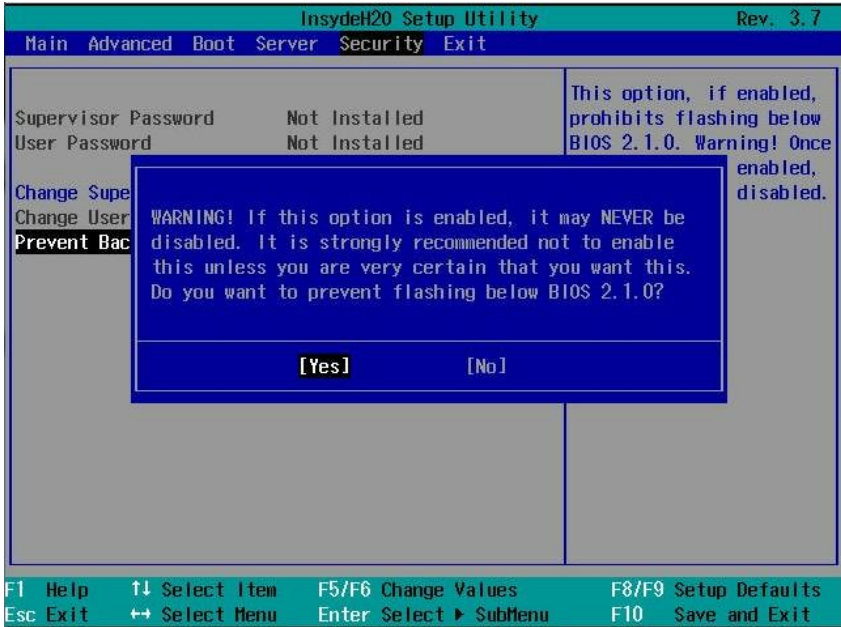 InsydeH20 Setup Utility Rev. 3.7
Main Advanced Boot Server Security Exit
Supervisor Password Not Installed
User Password Not Installed
Change Supe
Change User
Prevent Bac
This option, if enabled,
prohibits flashing below
BIOS 2.1.0. Warning! Once
enabled,
disabled.
WARNING! If this option is enabled, it may NEVER be
disabled. It is strongly recommended not to enable
this unless you are very certain that you want this.
Do you want to prevent flashing below BIOS 2.1.0?
[Yes] [No]
F1 Help ↑↓ Select Item F5/F6 Change Values F8/F9 Setup Defaults
Esc Exit ↔ Select Menu Enter Select ▶ SubMenu F10 Save and Exit